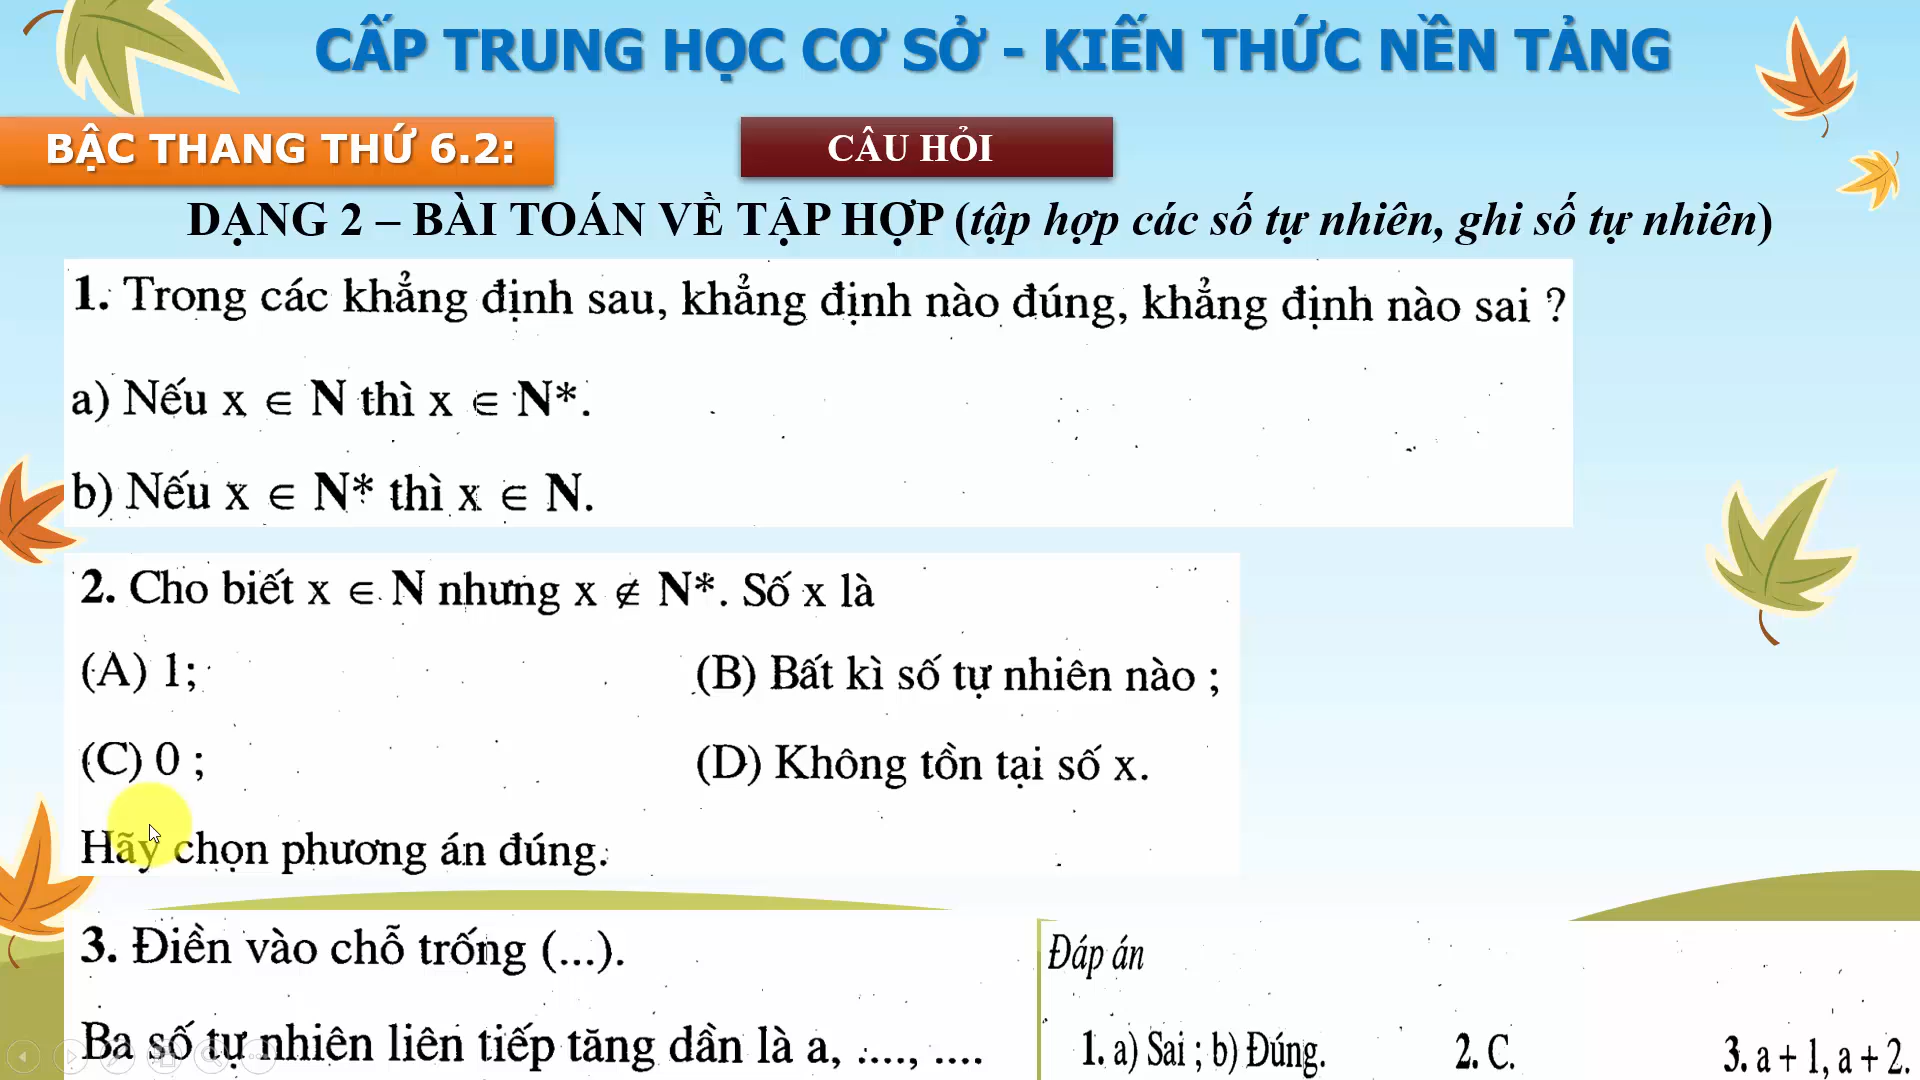 CẤP TRUNG HỌC CƠ SỞ - KIẾN THỨC NỀN TẢNG
BẬC THANG THỨ 6.2:
CÂU HỎI
DẠNG 2 – BÀI TOÁN VỀ TẬP HỢP (tập hợp các số tự nhiên, ghi số tự nhiên)
1. Trong các khẳng định sau, khẳng định nào đúng, khẳng định nào sai ?
a) Nếu x ∈ N thì x ∈ N*.
b) Nếu x ∈ N* thì x ∈ N.
2. Cho biết x ∈ N nhưng x ∉ N*. Số x là
(A) 1;
(B) Bất kì số tự nhiên nào ;
(C) 0 ;
(D) Không tồn tại số x.
Hãy chọn phương án đúng.
3. Điền vào chỗ trống (...).
Ba số tự nhiên liên tiếp tăng dần là a, ...., ....
Đáp án
1. a) Sai ; b) Đúng. 2. C. 3. a + 1, a + 2.